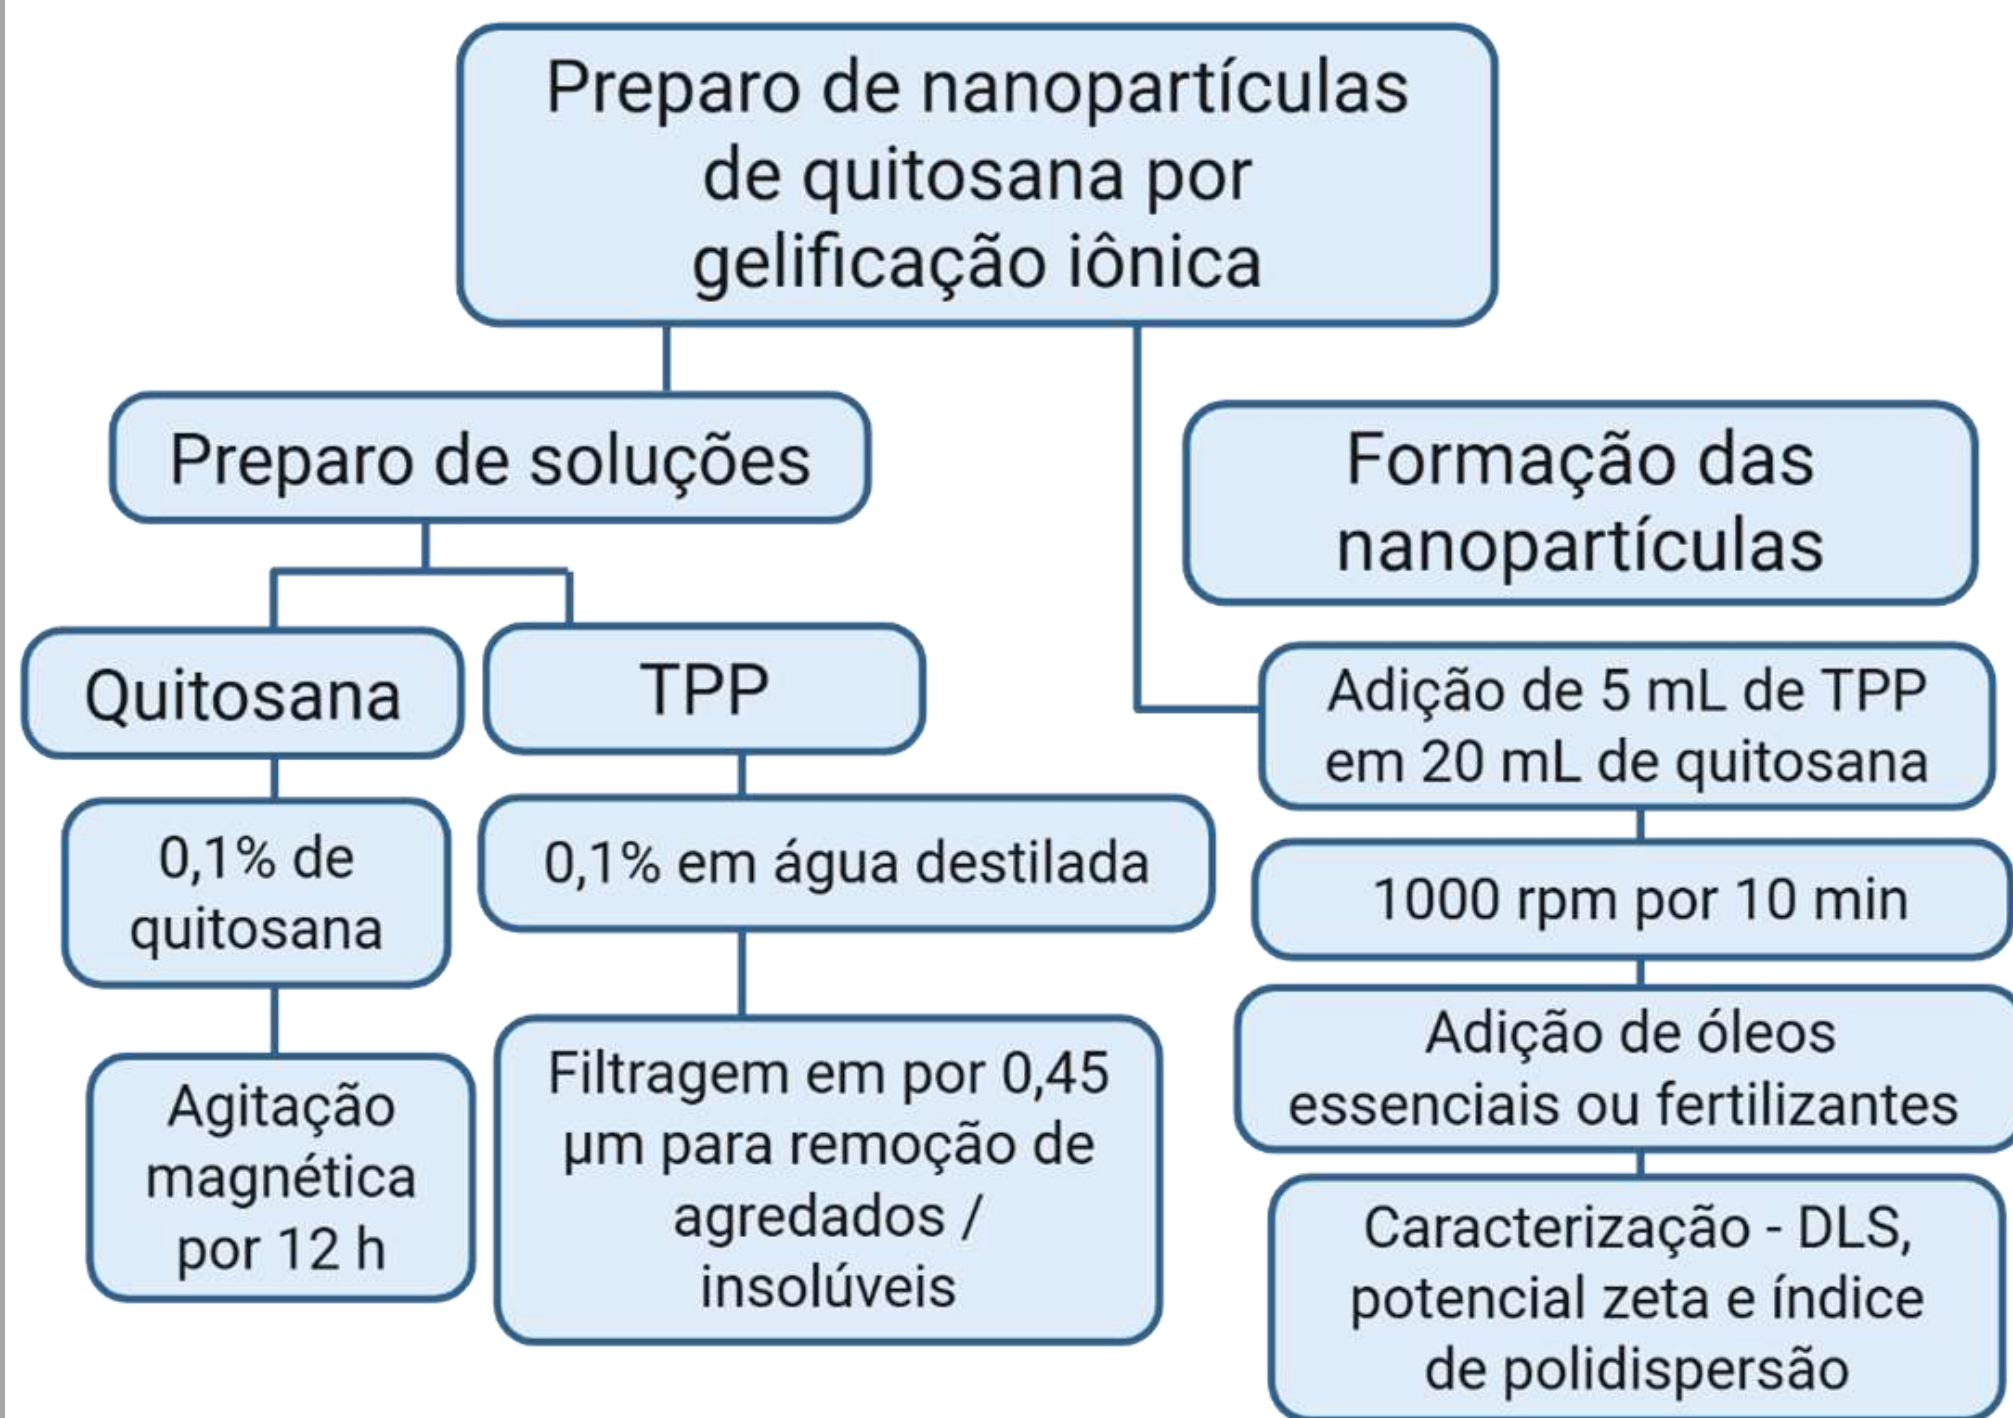 Preparo de nanopartículas
de quitosana por
gelificação iônica
Preparo de soluções
Formação das
nanopartículas
Quitosana
TPP
0,1% de
quitosana
0,1% em água destilada
Agitação
magnética
por 12 h
Filtragem em por 0,45
µm para remoção de
agredados /
insolúveis
Adição de 5 mL de TPP
em 20 mL de quitosana
1000 rpm por 10 min
Adição de óleos
essenciais ou fertilizantes
Caracterização - DLS,
potencial zeta e índice
de polidispersão